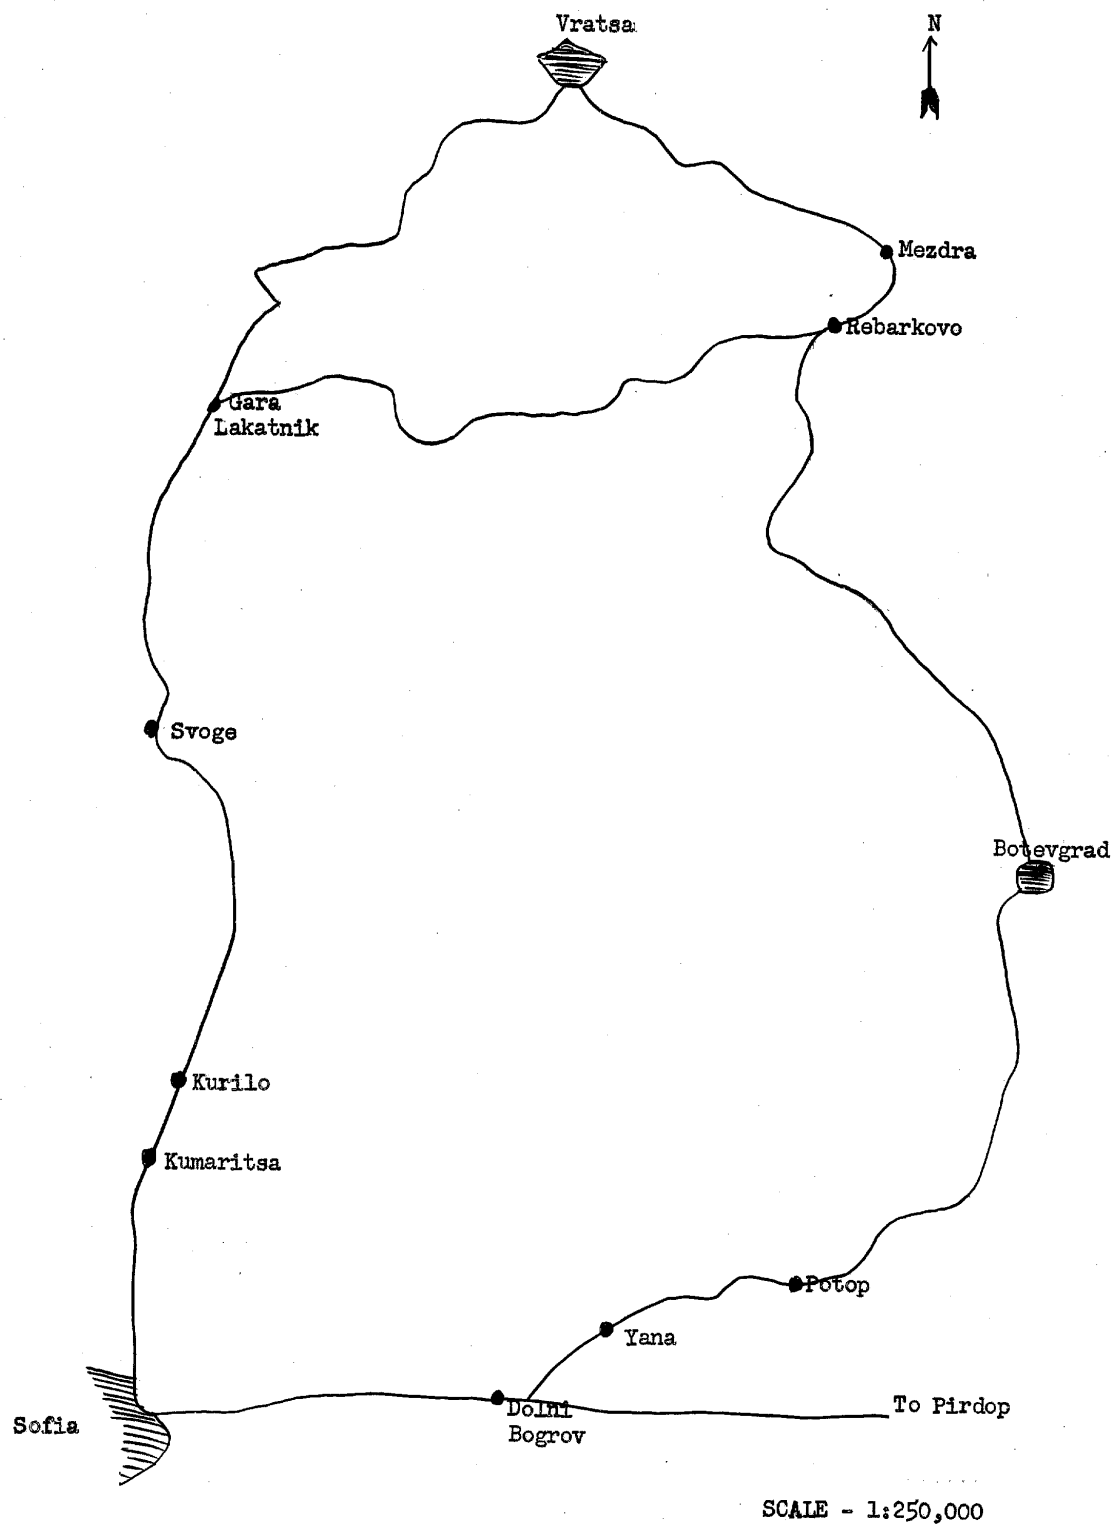 Vratsa
N
Mezdra
Rebarkovo
Gara
Lakatnik
Svoge
Botevgrad
Kurilo
Kumaritsa
Potop
Yana
Dolni
Bogrov
To Pirdop
Sofia
SCALE - 1:250,000